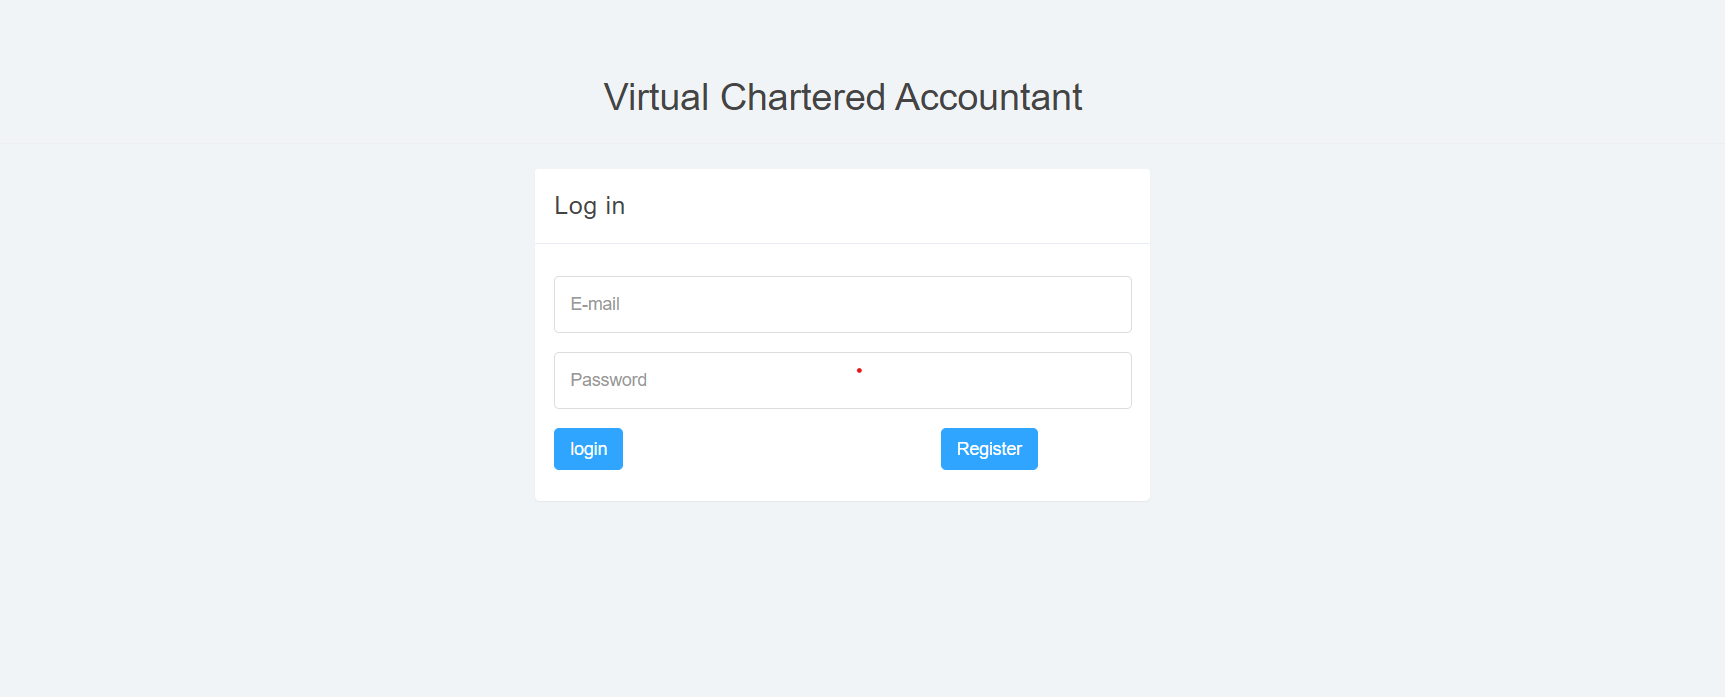 Virtual Chartered Accountant
Log in
E-mail
Password
login Register